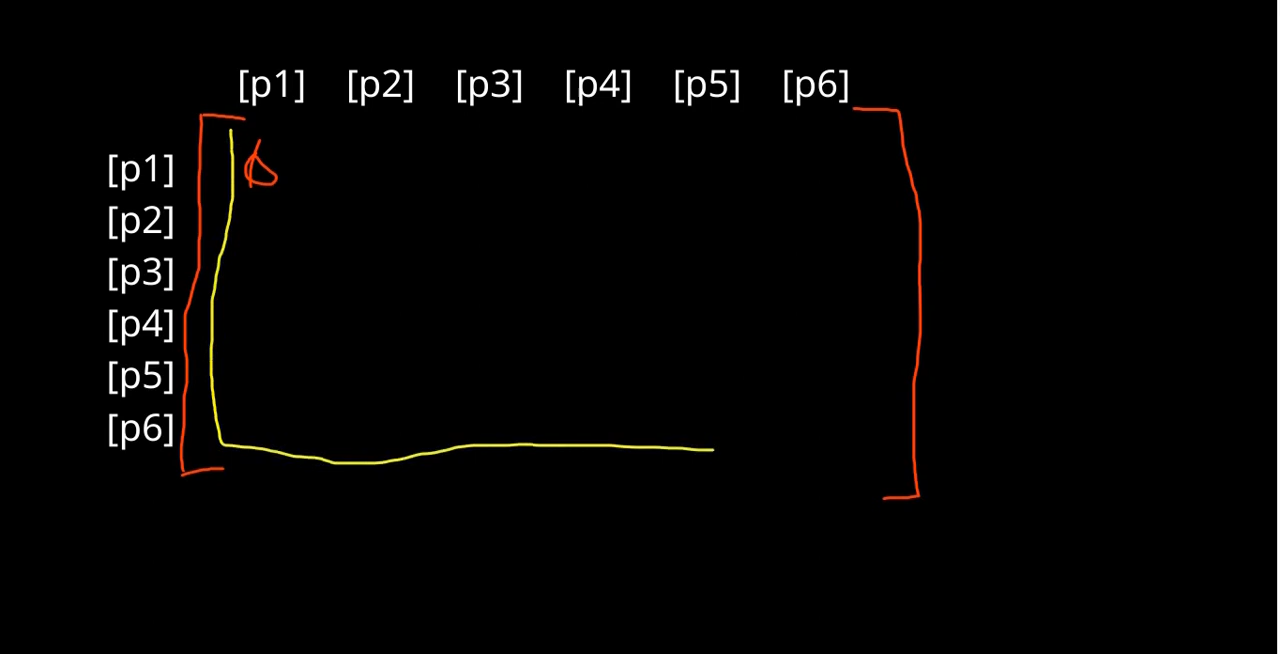 [p1] [p2] [p3] [p4] [p5] [p6]
[p1]
[p2]
[p3]
[p4]
[p5]
[p6]